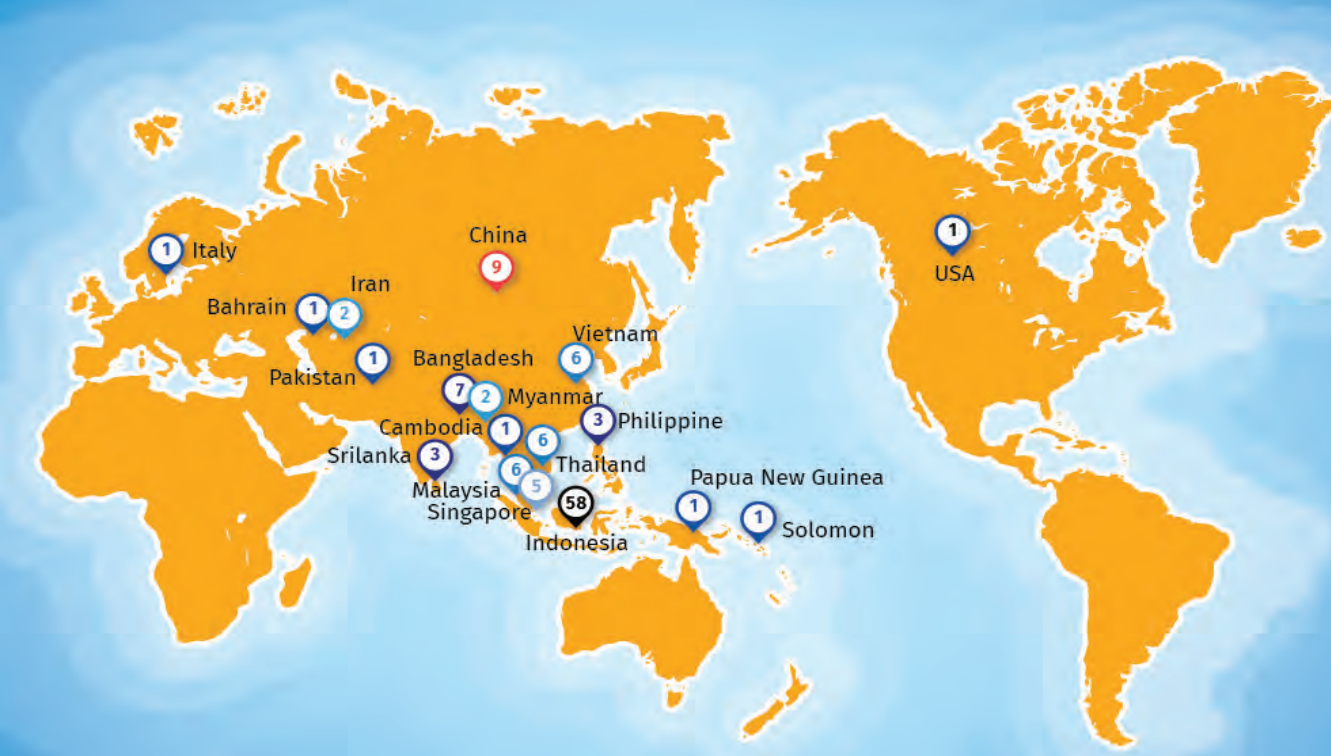 China
9
1
Italy
1
USA
Iran
Bahrain
1
2
Vietnam
6
Bangladesh
1
Pakistan
7
2
Myanmar
3
Philippine
Cambodia
1
6
Srilanka
3
Thailand
6
Malaysia
5
Singapore
58
Indonesia
Papua New Guinea
1
1
Solomon